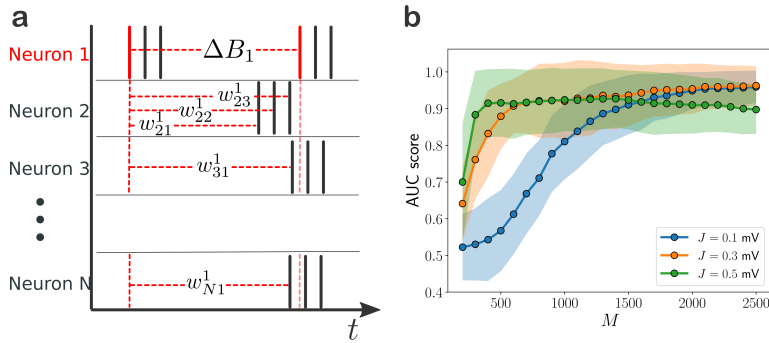 a
Neuron 1
ΔB₁
Neuron 2
w¹₂₃
w¹₂₂
w¹₂₁
Neuron 3
w¹₃₁
Neuron N
w¹_N1
t
b
AUC score
1.0
0.9
0.8
0.7
0.6
0.5
0.4
J = 0.1 mV
J = 0.3 mV
J = 0.5 mV
500 1000 1500 2000 2500
M